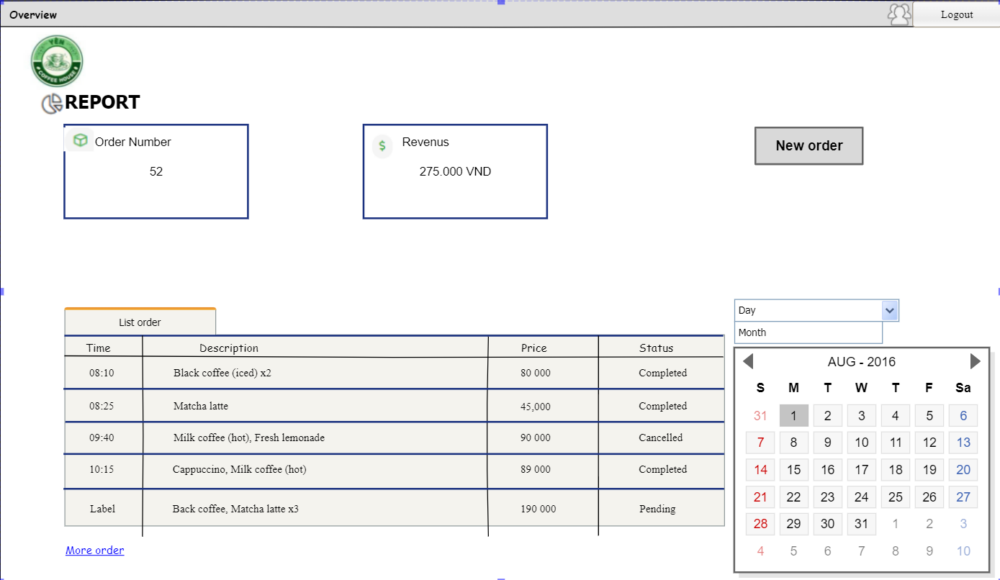 Overview
Logout
YÊN
COFFEE HOUSE
REPORT
Order Number
52
$
Revenus
275.000 VND
New order
List order
Time Description Price Status
08:10 Black coffee (iced) x2 80 000 Completed
08:25 Matcha latte 45,000 Completed
09:40 Milk coffee (hot), Fresh lemonade 90 000 Cancelled
10:15 Cappuccino, Milk coffee (hot) 89 000 Completed
Label Back coffee, Matcha latte x3 190 000 Pending
More order
Day
Month
AUG - 2016
S M T W T F Sa
31 1 2 3 4 5 6
7 8 9 10 11 12 13
14 15 16 17 18 19 20
21 22 23 24 25 26 27
28 29 30 31 1 2 3
4 5 6 7 8 9 10